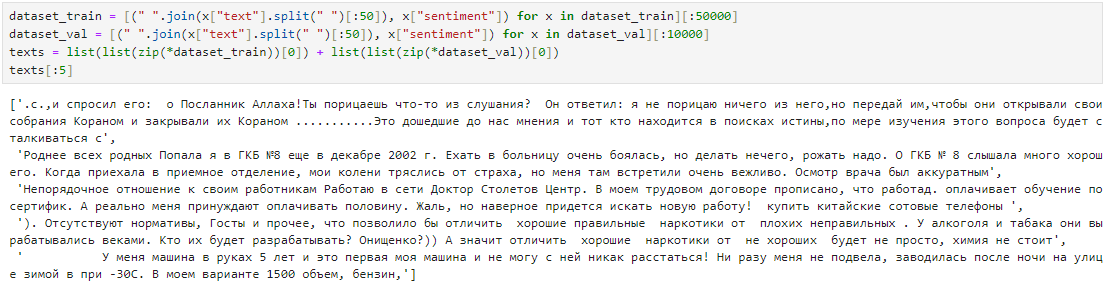 dataset_train = [(" ".join(x["text"].split(" ")[:50]), x["sentiment"]) for x in dataset_train][:50000]
dataset_val = [(" ".join(x["text"].split(" ")[:50]), x["sentiment"]) for x in dataset_val][:10000]
texts = list(list(zip(*dataset_train))[0]) + list(list(zip(*dataset_val))[0])
texts[:5]
['.с.,и спросил его:  о Посланник Аллаха!Ты порицаешь что-то из слушания?  Он ответил: я не порицаю ничего из него,но передай им,чтобы они открывали свои
собрания Кораном и закрывали их Кораном ...........Это дошедшие до нас мнения и тот кто находится в поисках истины,по мере изучения этого вопроса будет с
талкиваться с',
 'Роднее всех родных Попала я в ГКБ №8 еще в декабре 2002 г. Ехать в больницу очень боялась, но делать нечего, рожать надо. О ГКБ № 8 слышала много хорош
его. Когда приехала в приемное отделение, мои колени тряслись от страха, но меня там встретили очень вежливо. Осмотр врача был аккуратным',
 'Непорядочное отношение к своим работникам Работаю в сети Доктор Столетов Центр. В моем трудовом договоре прописано, что работад. оплачивает обучение по
сертифик. А реально меня принуждают оплачивать половину. Жаль, но наверное придется искать новую работу!  купить китайские сотовые телефоны ',
 '). Отсутствуют нормативы, Госты и прочее, что позволило бы отличить  хорошие правильные  наркотики от  плохих неправильных . У алкоголя и табака они вы
рабатывались веками. Кто их будет разрабатывать? Онищенко?)) А значит отличить  хорошие  наркотики от  не хороших  будет не просто, химия не стоит',
 '          У меня машина в руках 5 лет и это первая моя машина и не могу с ней никак расстаться! Ни разу меня не подвела, заводилась после ночи на улиц
е зимой в при -30С. В моем варианте 1500 объем, бензин,']